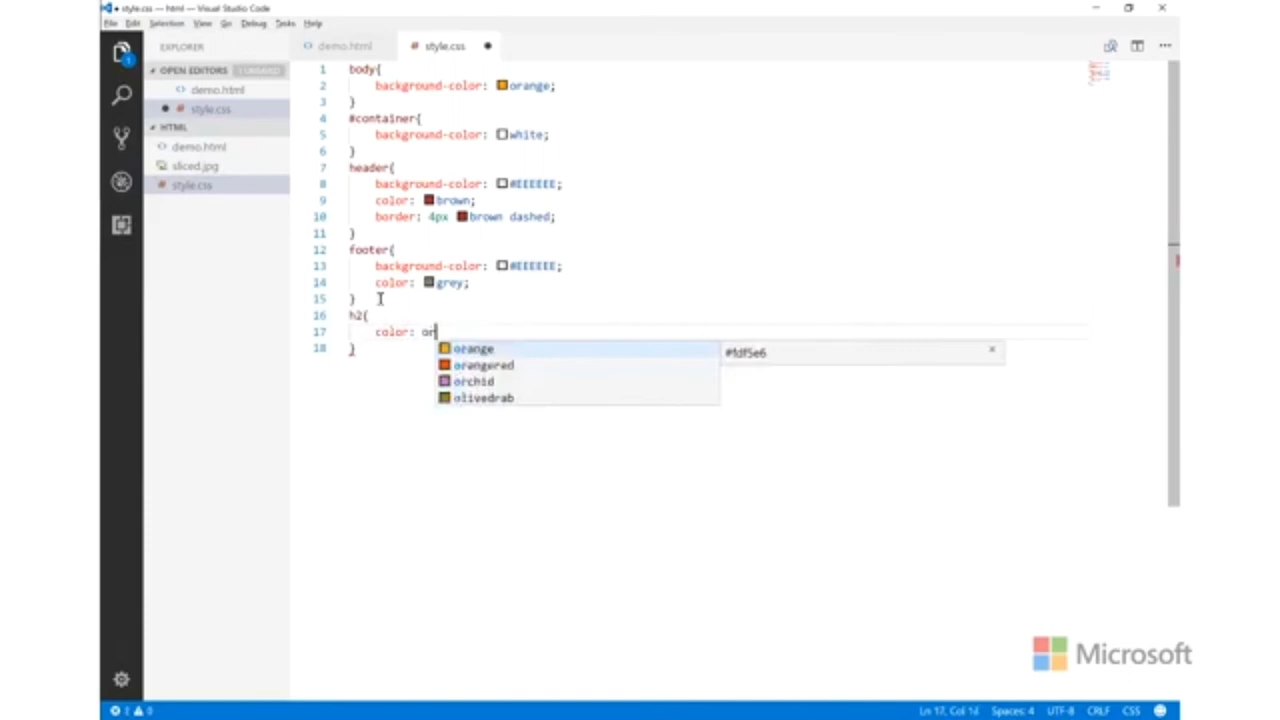 style.css — html — Visual Studio Code
File Edit Selection View Go Debug Tasks Help
EXPLORER
demo.html
style.css
OPEN EDITORS 1 UNSAVED
demo.html
style.css
HTML
demo.html
sliced.jpg
style.css
1
1 body{
2 background-color: orange;
3 }
4 #container{
5 background-color: white;
6 }
7 header{
8 background-color: #EEEEEE;
9 color: brown;
10 border: 4px brown dashed;
11 }
12 footer{
13 background-color: #EEEEEE;
14 color: grey;
15 }
16 h2{
17 color: or
18 }
orange
orangered
orchid
olivedrab
#fdf5e6
Microsoft
0
Ln 17, Col Spaces: 4 UTF-8 CRLF CSS